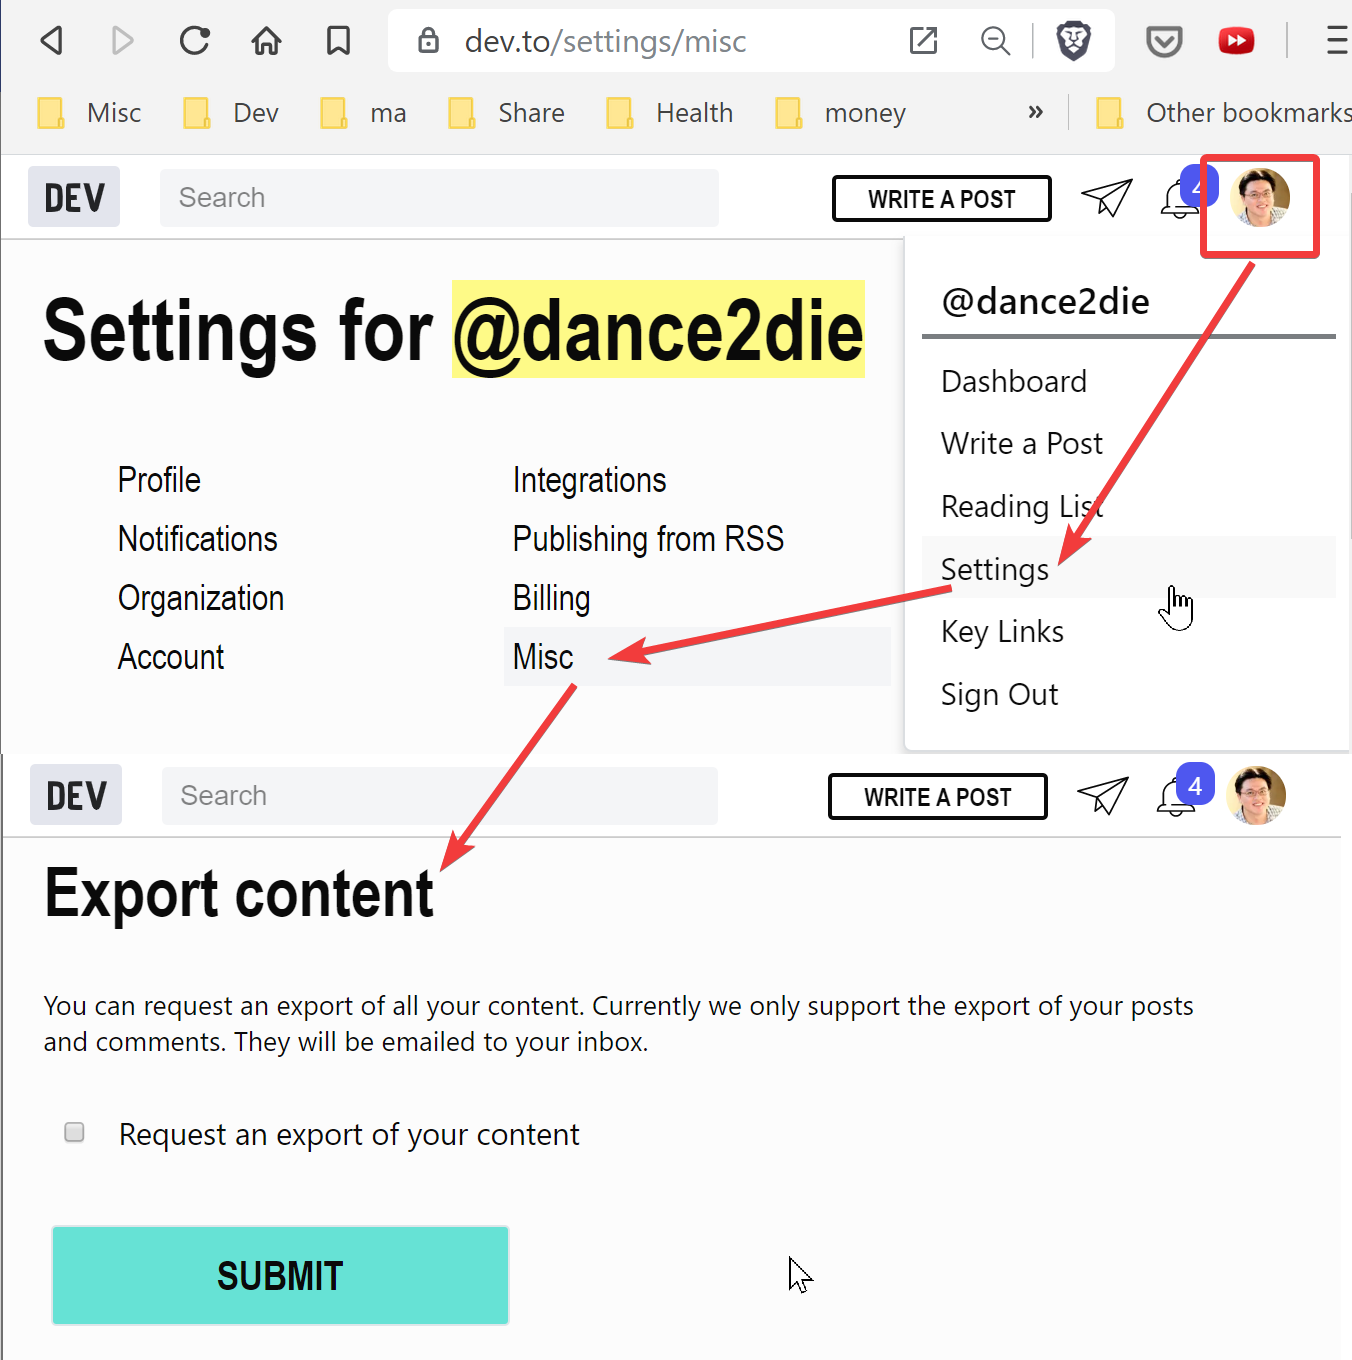 dev.to/settings/misc
Misc Dev ma Share Health money » Other bookmarks
DEV Search WRITE A POST 4
Settings for @dance2die
@dance2die
Dashboard
Write a Post
Reading List
Settings
Key Links
Sign Out
Profile Integrations
Notifications Publishing from RSS
Organization Billing
Account Misc
DEV Search WRITE A POST 4
Export content
You can request an export of all your content. Currently we only support the export of your posts
and comments. They will be emailed to your inbox.
Request an export of your content
SUBMIT